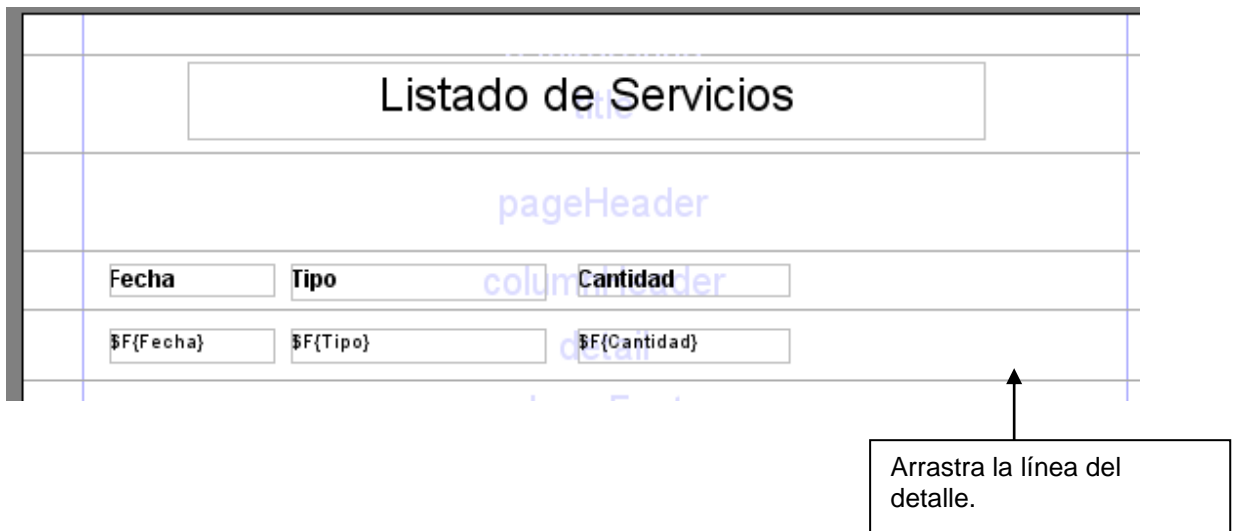 Listado de Servicios
title
pageHeader
Fecha Tipo Cantidad
columnHeader
$F{Fecha} $F{Tipo} $F{Cantidad}
detail
Arrastra la línea del
detalle.